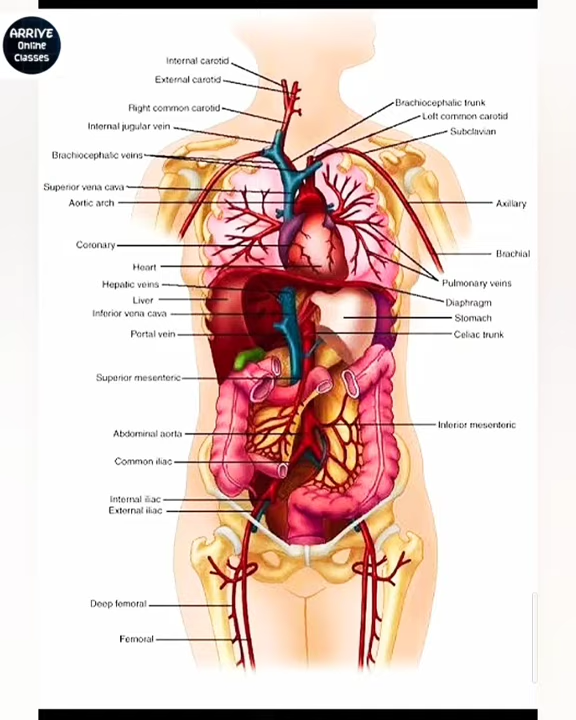 ARRIVE
Online
Classes
Internal carotid
External carotid
Right common carotid
Internal jugular vein
Brachiocephalic veins
Superior vena cava
Aortic arch
Coronary
Heart
Hepatic veins
Liver
Inferior vena cava
Portal vein
Superior mesenteric
Abdominal aorta
Common iliac
Internal iliac
External iliac
Deep femoral
Femoral
Brachiocephalic trunk
Left common carotid
Subclavian
Axillary
Brachial
Pulmonary veins
Diaphragm
Stomach
Celiac trunk
Inferior mesenteric